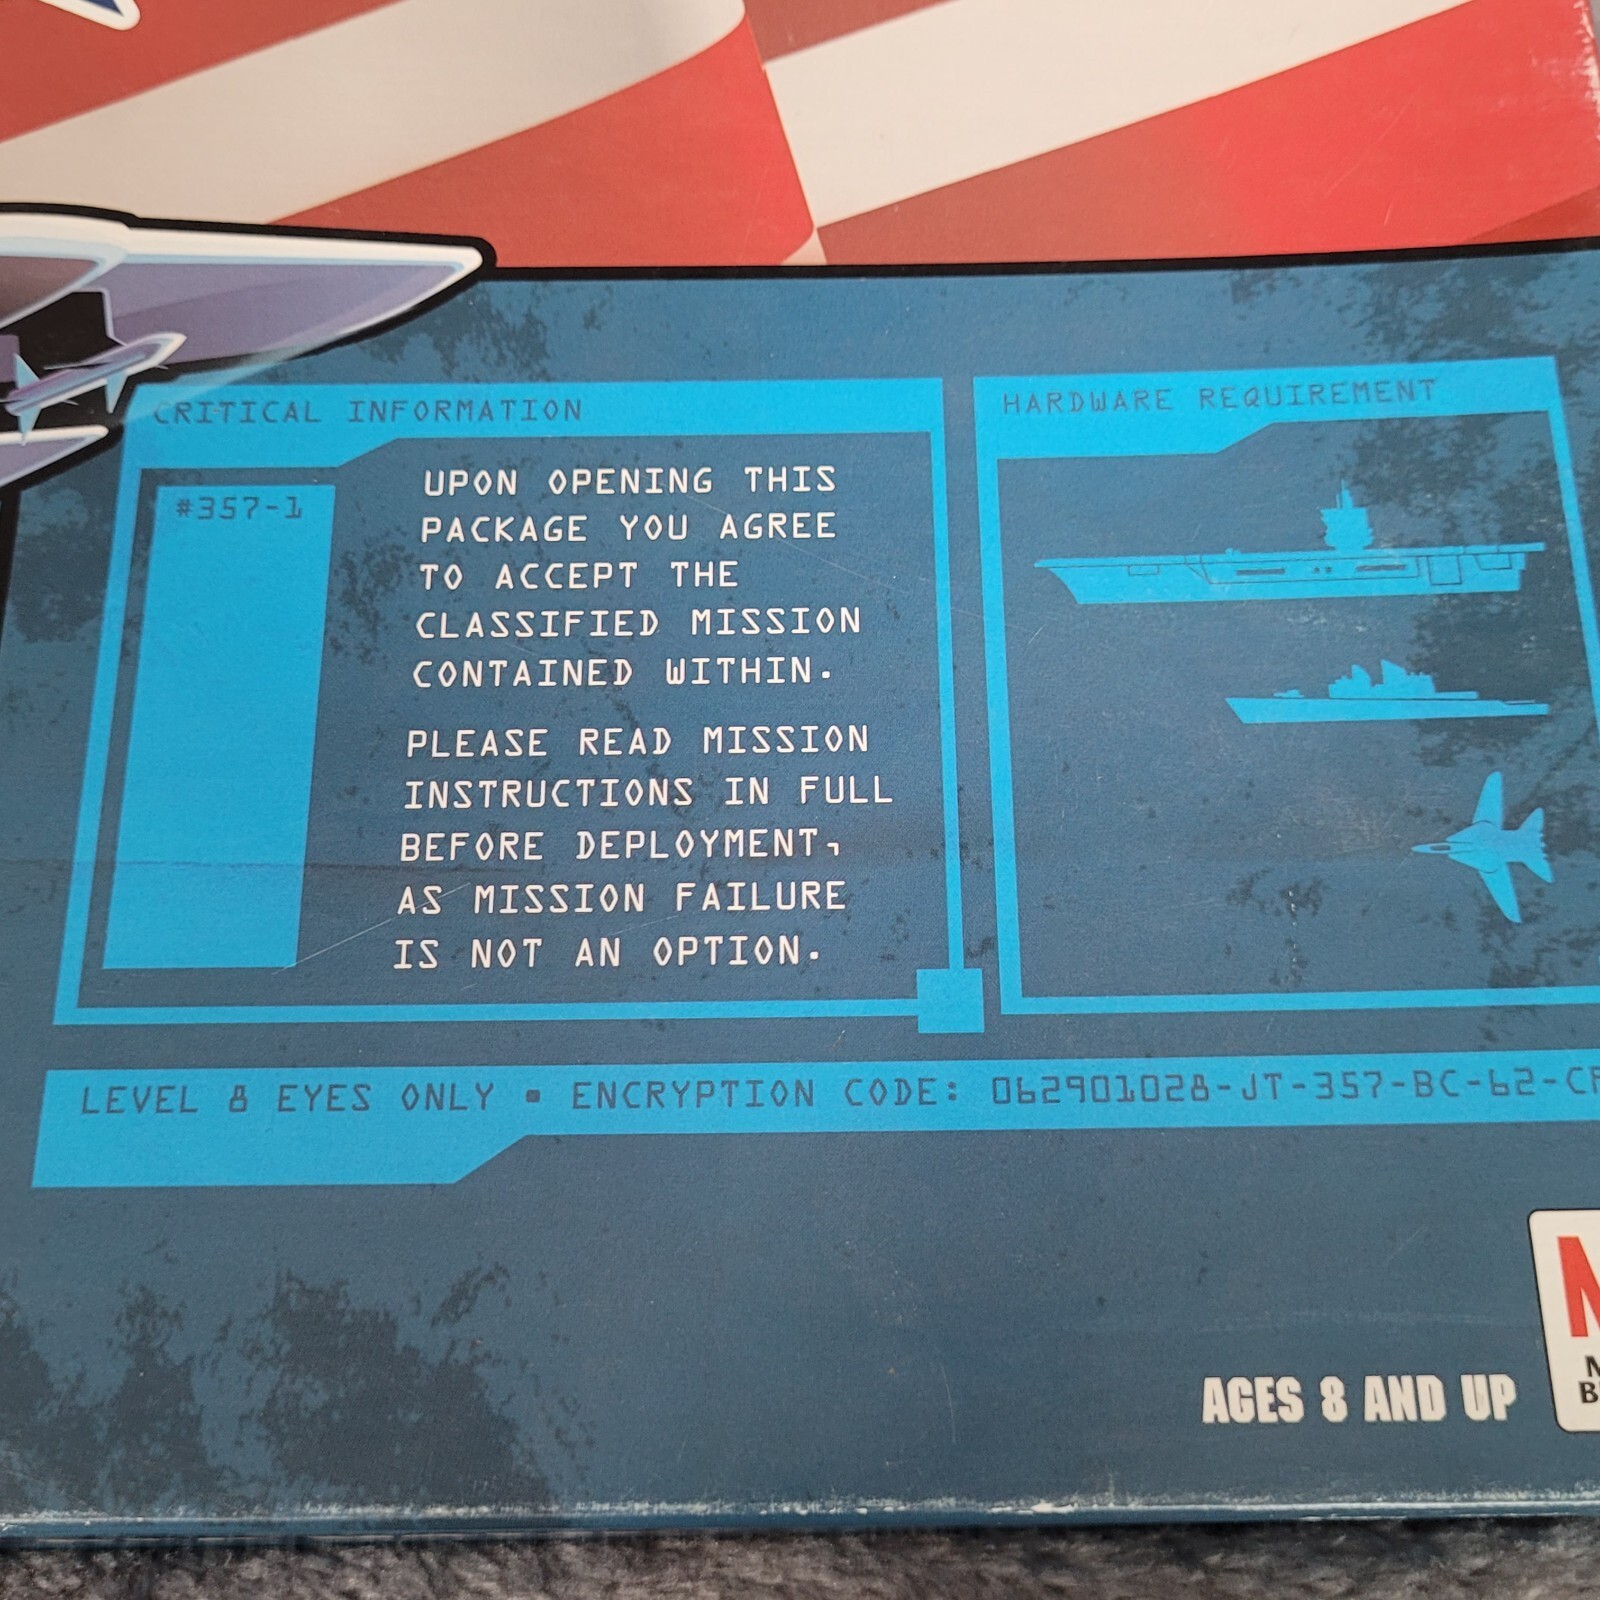 CRITICAL INFORMATION
#357-1
UPON OPENING THIS
PACKAGE YOU AGREE
TO ACCEPT THE
CLASSIFIED MISSION
CONTAINED WITHIN.
PLEASE READ MISSION
INSTRUCTIONS IN FULL
BEFORE DEPLOYMENT,
AS MISSION FAILURE
IS NOT AN OPTION.
HARDWARE REQUIREMENT
LEVEL 8 EYES ONLY ▪ ENCRYPTION CODE: 062901028-JT-357-BC-62-
AGES 8 AND UP